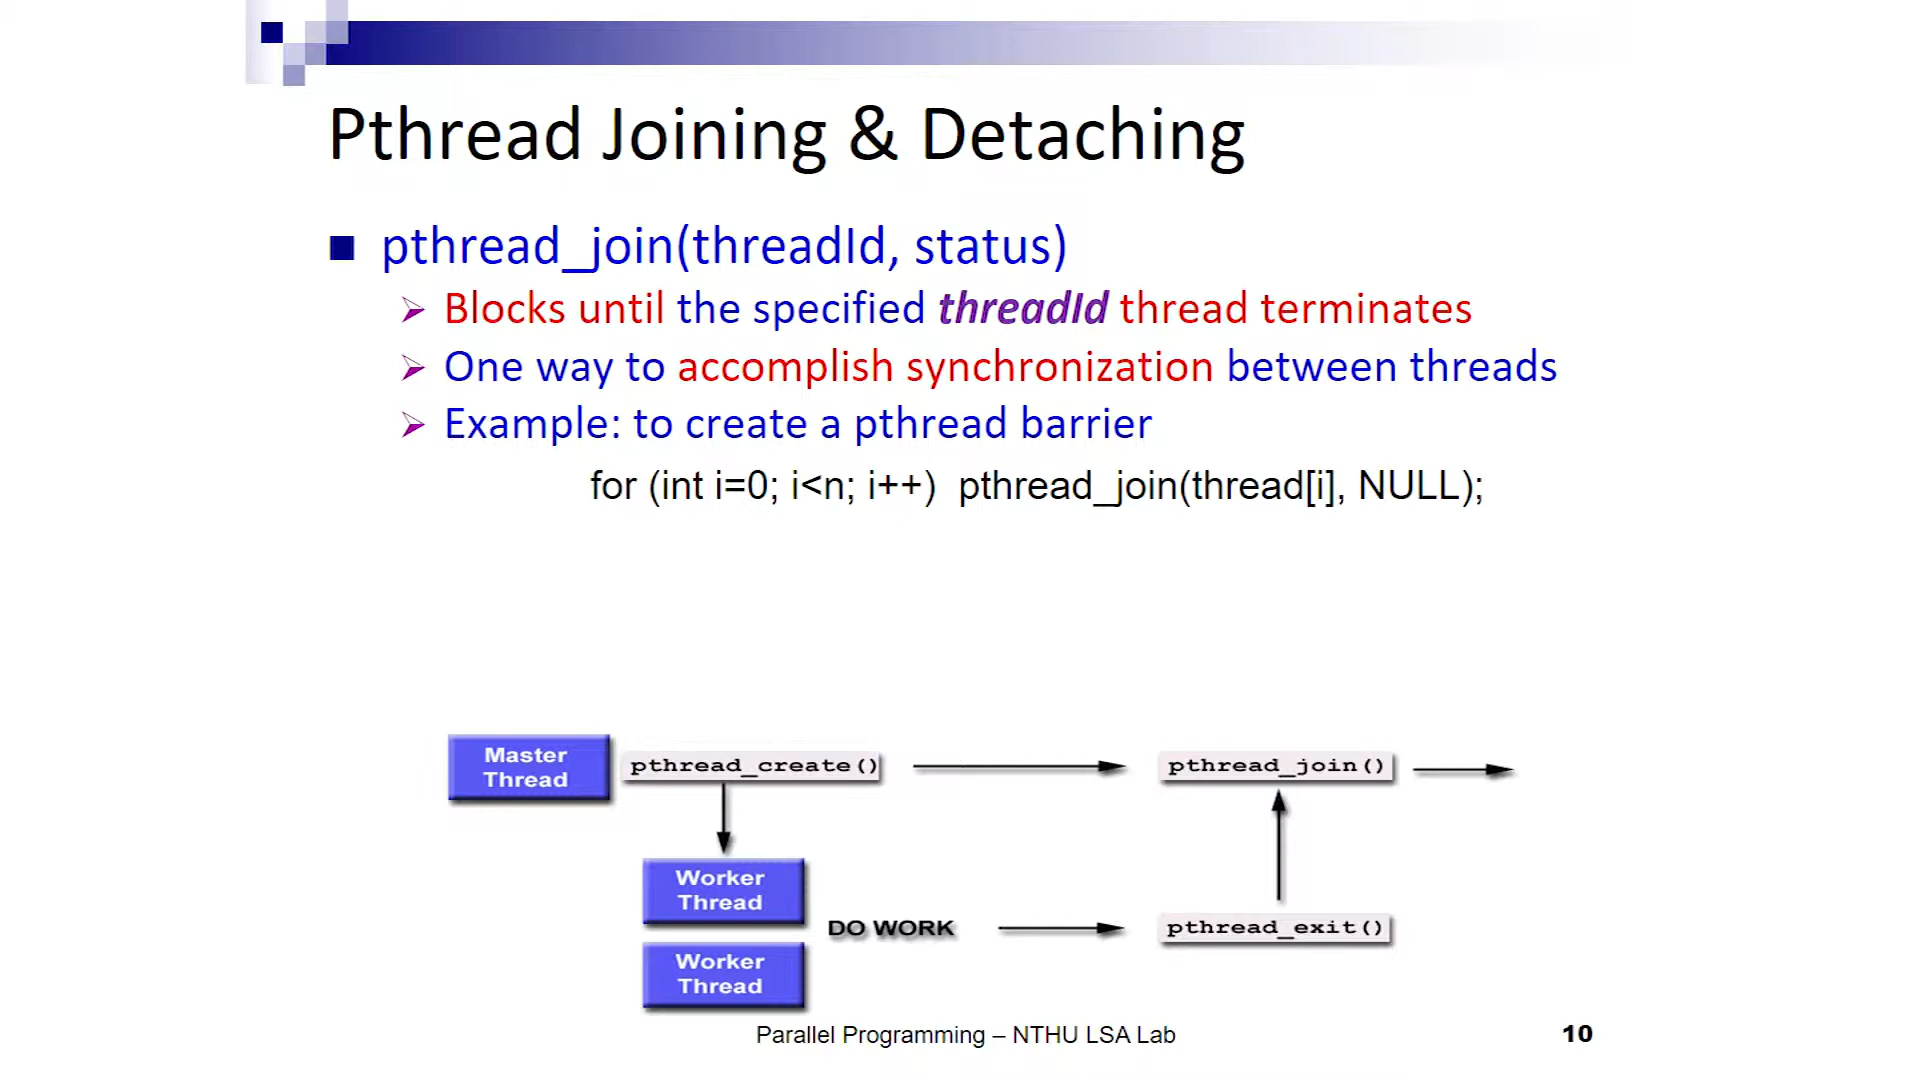 Pthread Joining & Detaching
pthread_join(threadId, status)
Blocks until the specified threadId thread terminates
One way to accomplish synchronization between threads
Example: to create a pthread barrier
for (int i=0; i<n; i++) pthread_join(thread[i], NULL);
Master
Thread
pthread_create()
pthread_join()
Worker
Thread
DO WORK
pthread_exit()
Worker
Thread
Parallel Programming – NTHU LSA Lab
10